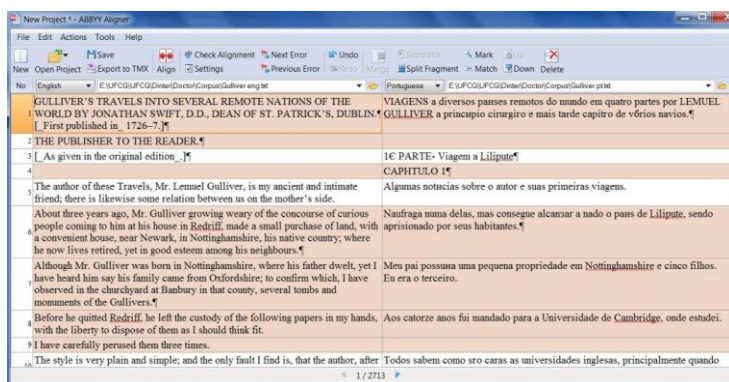 New Project * - ABBYY Aligner
File Edit Actions Tools Help
Save Check Alignment Next Error Undo Separator Mark Up
New Open Project Export to TMX Align Settings Previous Error Redo Merge Split Fragment Match Down Delete
No English E:\UFCG\Dinter\Doctor\Corpus\Gulliver eng.txt Portuguese E:\UFCG\Dinter\Doctor\Corpus\Gulliver pt.txt
GULLIVER'S TRAVELS INTO SEVERAL REMOTE NATIONS OF THE
1 WORLD BY JONATHAN SWIFT, D.D., DEAN OF ST. PATRICK'S, DUBLIN.¶
[_First published in_ 1726–7.]¶
VIAGENS a diversos païses remotos do mundo em quatro partes por LEMUEL
GULLIVER a princнpio cirurgiro e mais tarde capitro de vбrios navios.¶
2 THE PUBLISHER TO THE READER.¶
3 [_As given in the original edition_.]¶ 1Є PARTE- Viagem a Lilipute¶
4 CAPНTULO 1¶
5 The author of these Travels, Mr. Lemuel Gulliver, is my ancient and intimate
friend; there is likewise some relation between us on the mother's side.
Algumas notнcias sobre o autor e suas primeiras viagens.
About three years ago, Mr. Gulliver growing weary of the concourse of curious
people coming to him at his house in Redriff, made a small purchase of land, with
6 a convenient house, near Newark, in Nottinghamshire, his native country; where
he now lives retired, yet in good esteem among his neighbours.¶
Naufraga numa delas, mas consegue alcanзar a nado o paнs de Lilipute, sendo
aprisionado por seus habitantes.¶
Although Mr. Gulliver was born in Nottinghamshire, where his father dwelt, yet I
have heard him say his family came from Oxfordshire; to confirm which, I have
7 observed in the churchyard at Banbury in that county, several tombs and
monuments of the Gullivers.¶
Meu pai possuнa uma pequena propriedade em Nottinghamshire e cinco filhos.
Eu era o terceiro.
8 Before he quitted Redriff, he left the custody of the following papers in my hands,
with the liberty to dispose of them as I should think fit.
Aos catorze anos fui mandado para a Universidade de Cambridge, onde estudei.
9 I have carefully perused them three times.
10 The style is very plain and simple; and the only fault I find is, that the author, after
Todos sabem como sгo caras as universidades inglesas, principalmente quando
1 / 2713